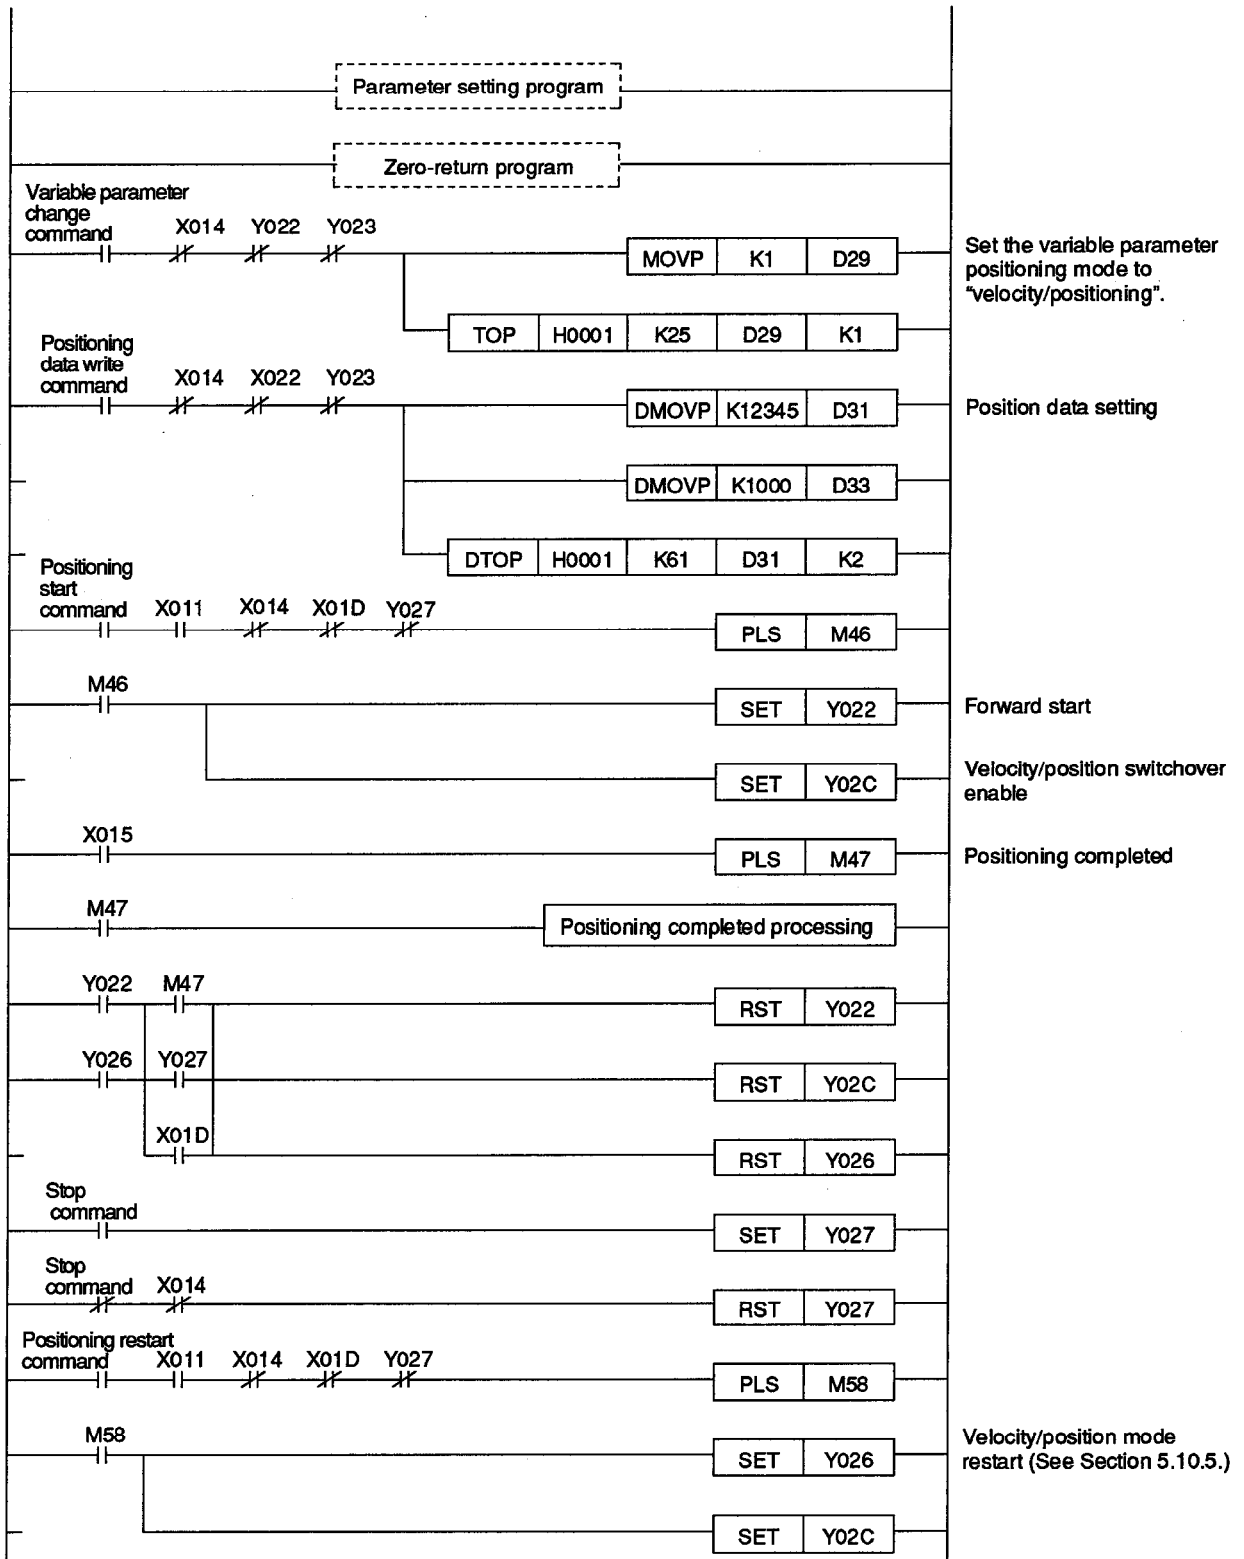 Parameter setting program
Zero-return program
Variable parameter
change
command
X014 Y022 Y023
MOVP K1 D29
Set the variable parameter
positioning mode to
"velocity/positioning".
TOP H0001 K25 D29 K1
Positioning
data write
command
X014 X022 Y023
DMOVP K12345 D31
Position data setting
DMOVP K1000 D33
DTOP H0001 K61 D31 K2
Positioning
start
command
X011 X014 X01D Y027
PLS M46
M46
SET Y022
Forward start
SET Y02C
Velocity/position switchover
enable
X015
PLS M47
Positioning completed
M47
Positioning completed processing
Y022 M47
RST Y022
Y026 Y027
RST Y02C
X01D
RST Y026
Stop
command
SET Y027
Stop
command
X014
RST Y027
Positioning restart
command
X011 X014 X01D Y027
PLS M58
M58
SET Y026
Velocity/position mode
restart (See Section 5.10.5.)
SET Y02C